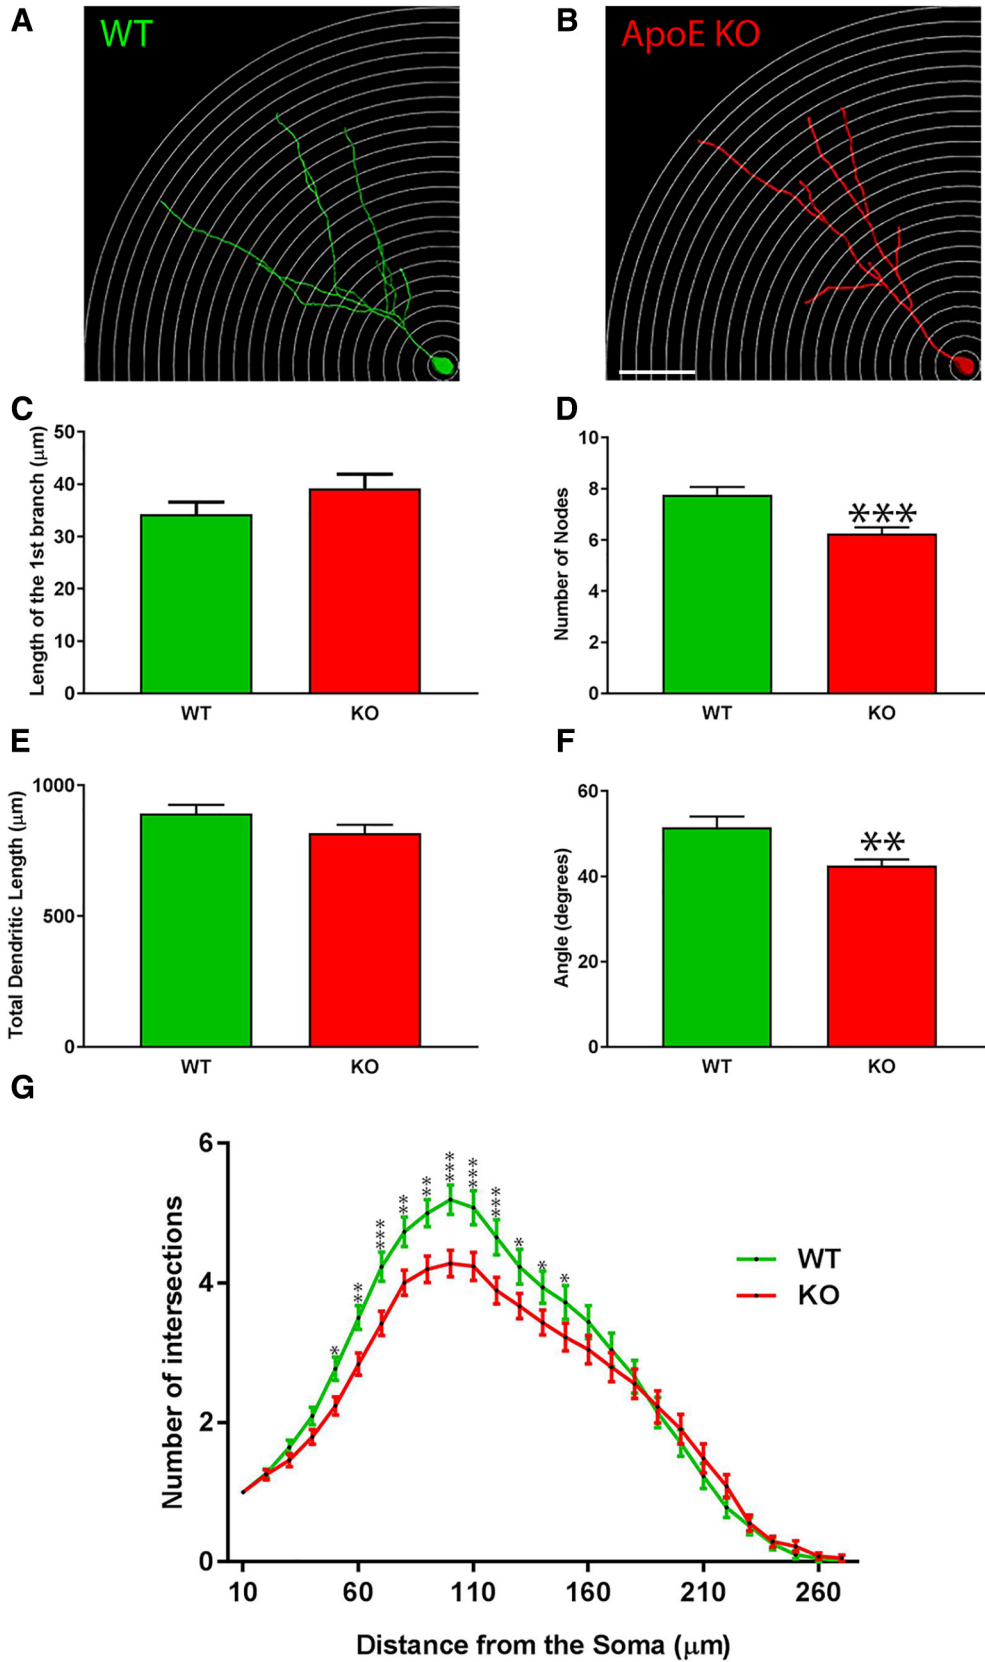 A
WT
B
ApoE KO
C
Length of the 1st branch (μm)
50
40
30
20
10
0
WT
KO
D
Number of Nodes
10
8
6
4
2
0
***
WT
KO
E
Total Dendritic Length (μm)
1000
500
0
WT
KO
F
Angle (degrees)
60
40
20
0
**
WT
KO
G
Number of intersections
6
4
2
0
*
**
***
**
**
***
***
***
*
*
*
WT
KO
10
60
110
160
210
260
Distance from the Soma (μm)